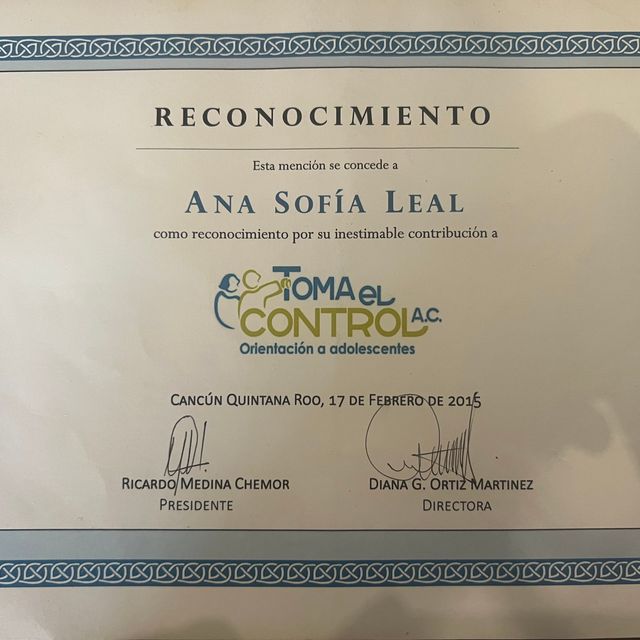 RECONOCIMIENTO
Esta mención se concede a
ANA SOFÍA LEAL
como reconocimiento por su inestimable contribución a
TOMA eL
CONTROL A.C.
Orientación a adolescentes
CANCÚN QUINTANA ROO, 17 DE FEBRERO DE 2015
RICARDO MEDINA CHEMOR
PRESIDENTE
DIANA G. ORTIZ MARTINEZ
DIRECTORA